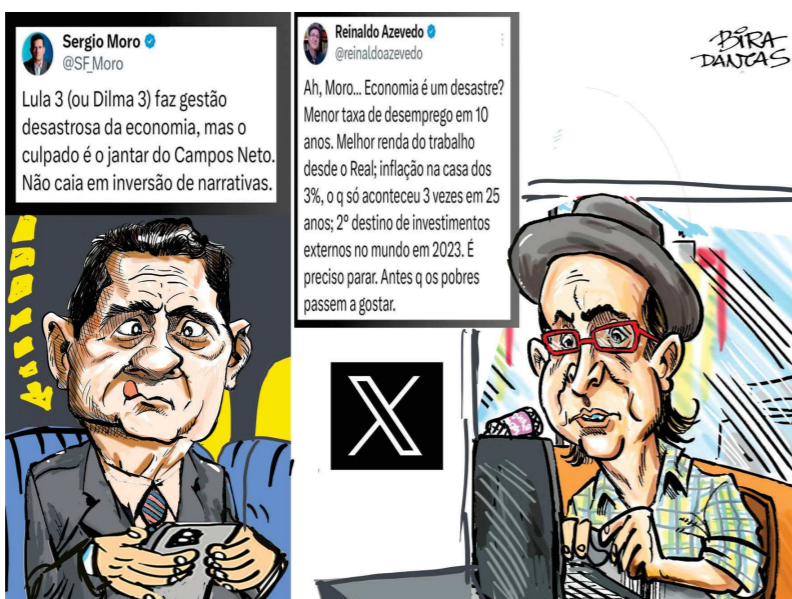 Sergio Moro
@SF_Moro
Lula 3 (ou Dilma 3) faz gestão
desastrosa da economia, mas o
culpado é o jantar do Campos Neto.
Não caia em inversão de narrativas.
Reinaldo Azevedo
@reinaldoazevedo
Ah, Moro... Economia é um desastre?
Menor taxa de desemprego em 10
anos. Melhor renda do trabalho
desde o Real; inflação na casa dos
3%, o q só aconteceu 3 vezes em 25
anos; 2º destino de investimentos
externos no mundo em 2023. É
preciso parar. Antes q os pobres
passem a gostar.
BIRA
DANTAS
X